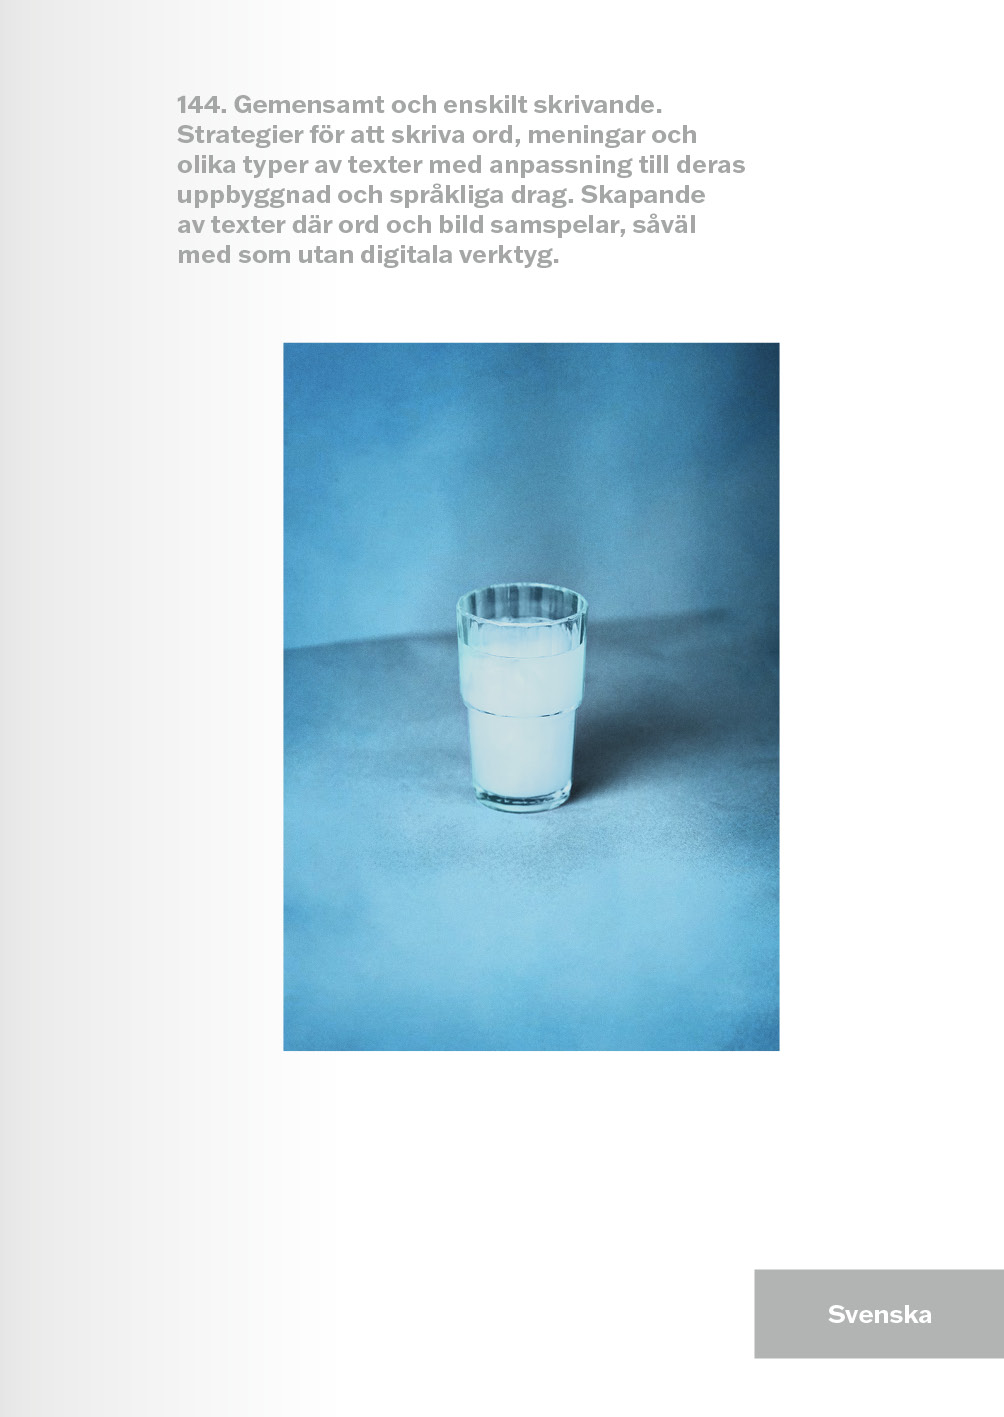 144. Gemensamt och enskilt skrivande.
Strategier för att skriva ord, meningar och
olika typer av texter med anpassning till deras
uppbyggnad och språkliga drag. Skapande
av texter där ord och bild samspelar, såväl
med som utan digitala verktyg.
Svenska